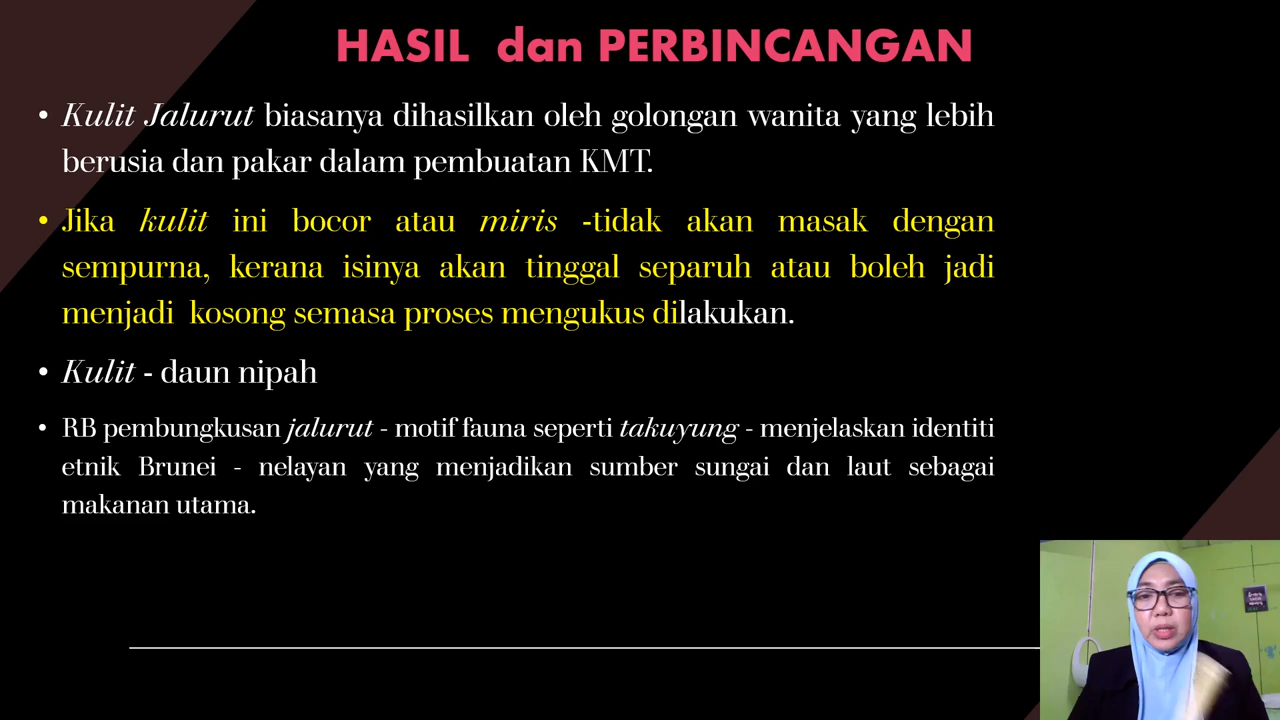 HASIL dan PERBINCANGAN
• Kulit Jalurut biasanya dihasilkan oleh golongan wanita yang lebih
berusia dan pakar dalam pembuatan KMT.
• Jika kulit ini bocor atau miris -tidak akan masak dengan
sempurna, kerana isinya akan tinggal separuh atau boleh jadi
menjadi kosong semasa proses mengukus dilakukan.
• Kulit - daun nipah
• RB pembungkusan jalurut - motif fauna seperti takuyung - menjelaskan identiti
etnik Brunei - nelayan yang menjadikan sumber sungai dan laut sebagai
makanan utama.